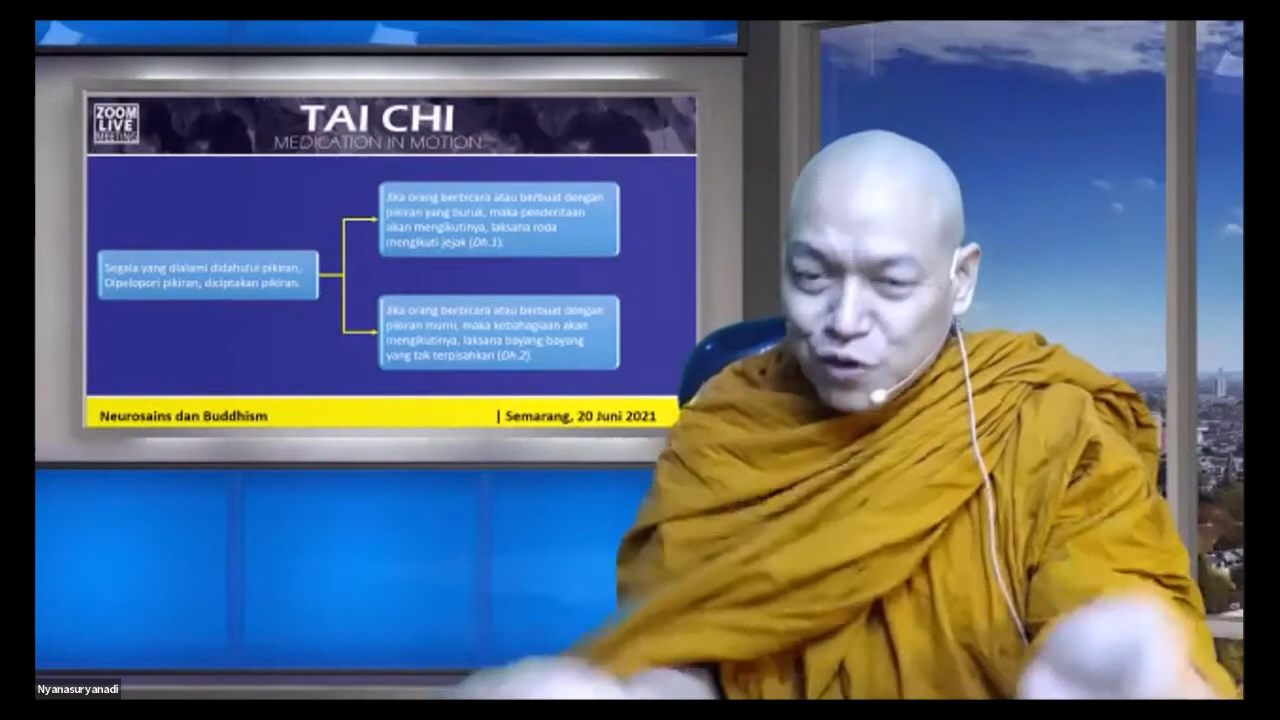 ZOOM
LIVE
MEETING
TAI CHI
MEDICATION IN MOTION
Jika orang berbicara atau berbuat dengan
pikiran yang buruk, maka penderitaan
akan mengikutinya, laksana roda
mengikuti jejak (Dh.1).
Segala yang dialami didahului pikiran,
Dipelopori pikiran, diciptakan pikiran.
Jika orang berbicara atau berbuat dengan
pikiran murni, maka kebahagiaan akan
mengikutinya, laksana bayang-bayang
yang tak terpisahkan (Dh.2).
Neurosains dan Buddhism
| Semarang, 20 Juni 2021
Nyanasuryanadi